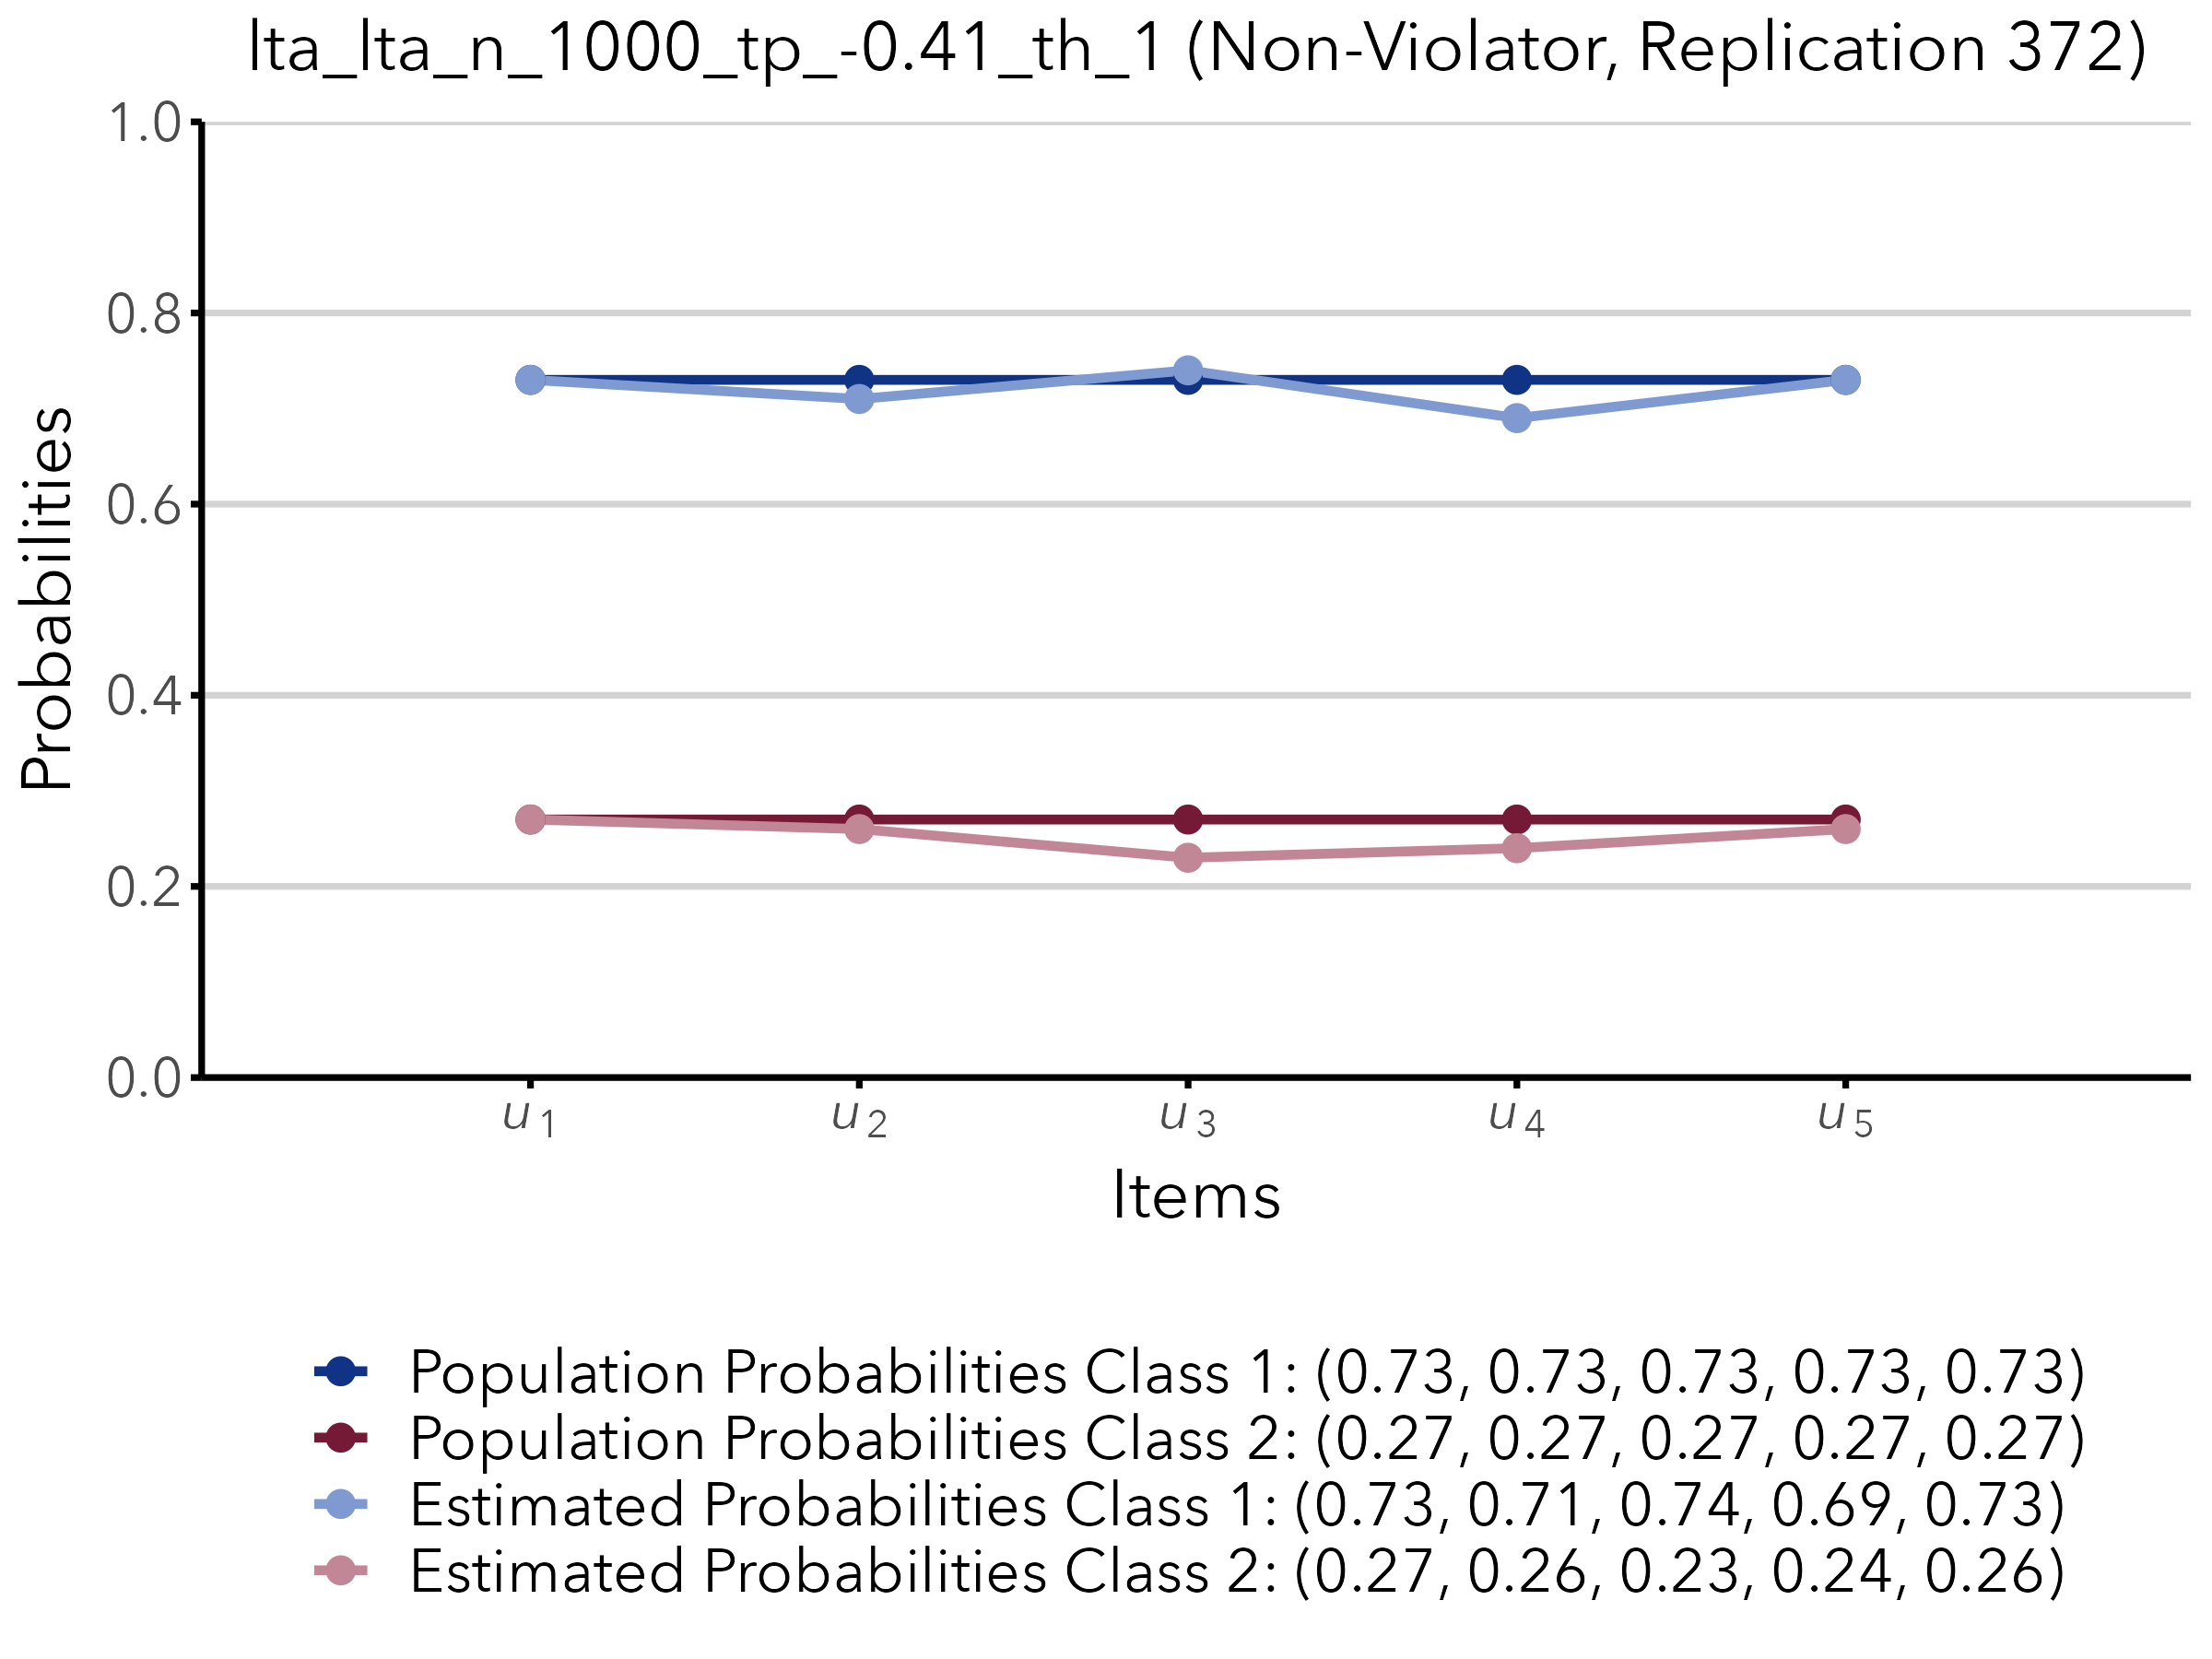 lta_lta_n_1000_tp_-0.41_th_1 (Non-Violator, Replication 372)
1.0
0.8
0.6
0.4
0.2
0.0
Probabilities
u1 u2 u3 u4 u5
Items
Population Probabilities Class 1: (0.73, 0.73, 0.73, 0.73, 0.73)
Population Probabilities Class 2: (0.27, 0.27, 0.27, 0.27, 0.27)
Estimated Probabilities Class 1: (0.73, 0.71, 0.74, 0.69, 0.73)
Estimated Probabilities Class 2: (0.27, 0.26, 0.23, 0.24, 0.26)